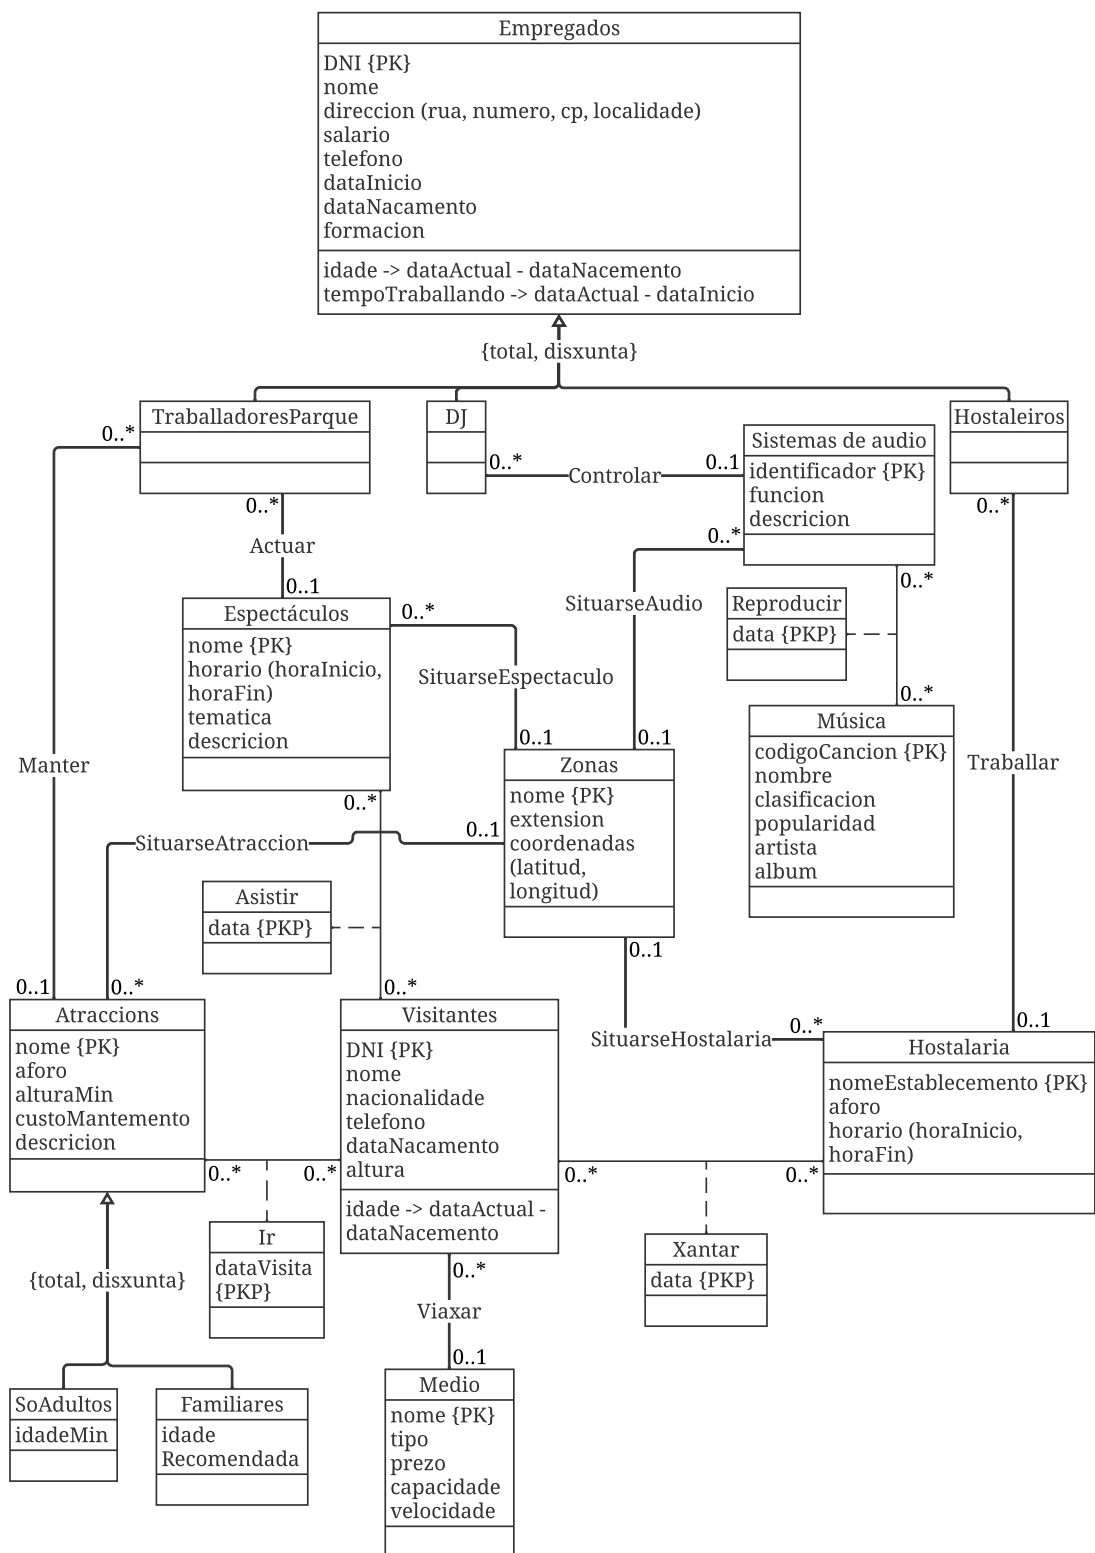 Empregados
DNI {PK}
nome
direccion (rua, numero, cp, localidade)
salario
telefono
dataInicio
dataNacamento
formacion
idade -> dataActual - dataNacemento
tempoTraballando -> dataActual - dataInicio
{total, disxunta}
TraballadoresParque
DJ
Hostaleiros
0..*
0..*
Controlar
0..1
Sistemas de audio
identificador {PK}
funcion
descricion
0..*
Actuar
0..1
0..*
0..*
0..*
SituarseAudio
Reproducir
data {PKP}
0..*
Espectáculos
nome {PK}
horario (horaInicio,
horaFin)
tematica
descricion
0..*
SituarseEspectaculo
0..1
0..1
Música
codigoCancion {PK}
nombre
clasificacion
popularidad
artista
album
Manter
Traballar
Zonas
nome {PK}
extension
coordenadas
(latitud,
longitud)
0..*
SituarseAtraccion
0..1
Asistir
data {PKP}
0..1
0..1
0..*
0..*
SituarseHostalaria
0..*
0..1
Atraccions
nome {PK}
aforo
alturaMin
custoMantemento
descricion
Visitantes
DNI {PK}
nome
nacionalidade
telefono
dataNacamento
altura
idade -> dataActual -
dataNacemento
Hostalaria
nomeEstablecemento {PK}
aforo
horario (horaInicio,
horaFin)
0..*
0..*
0..*
0..*
Ir
dataVisita
{PKP}
Xantar
data {PKP}
{total, disxunta}
0..*
Viaxar
0..1
SoAdultos
idadeMin
Familiares
idade
Recomendada
Medio
nome {PK}
tipo
prezo
capacidade
velocidade